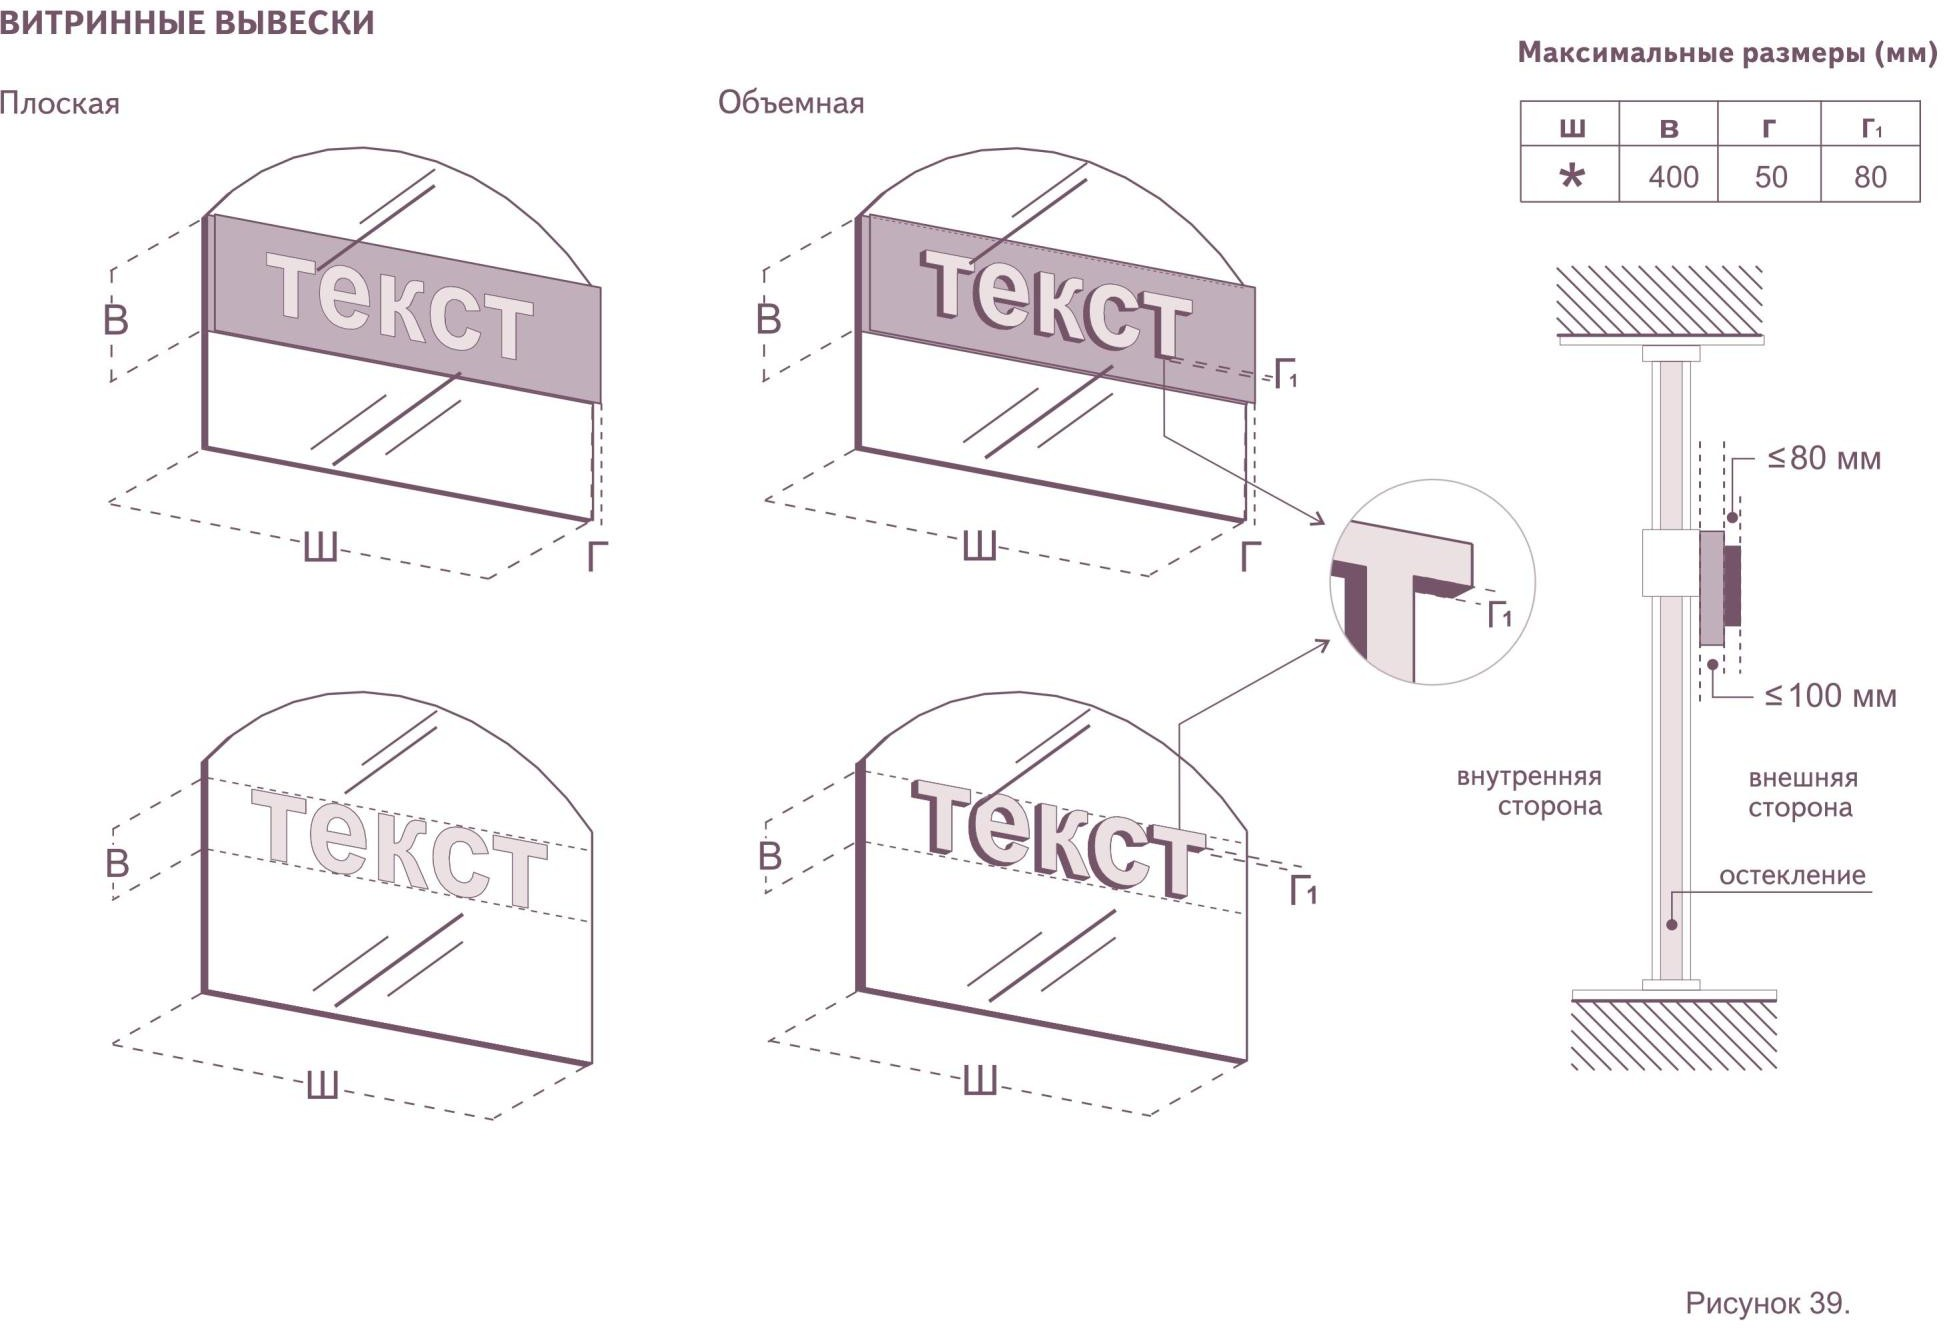 ВИТРИННЫЕ ВЫВЕСКИ
Максимальные размеры (мм)
Плоская
Объемная
Ш В Г Г1
* 400 50 80
текст
В
Ш
Г
текст
В
Г1
Ш
Г
Г1
≤80 мм
≤100 мм
внутренняя
сторона
внешняя
сторона
остекление
текст
В
Ш
текст
В
Г1
Ш
Рисунок 39.